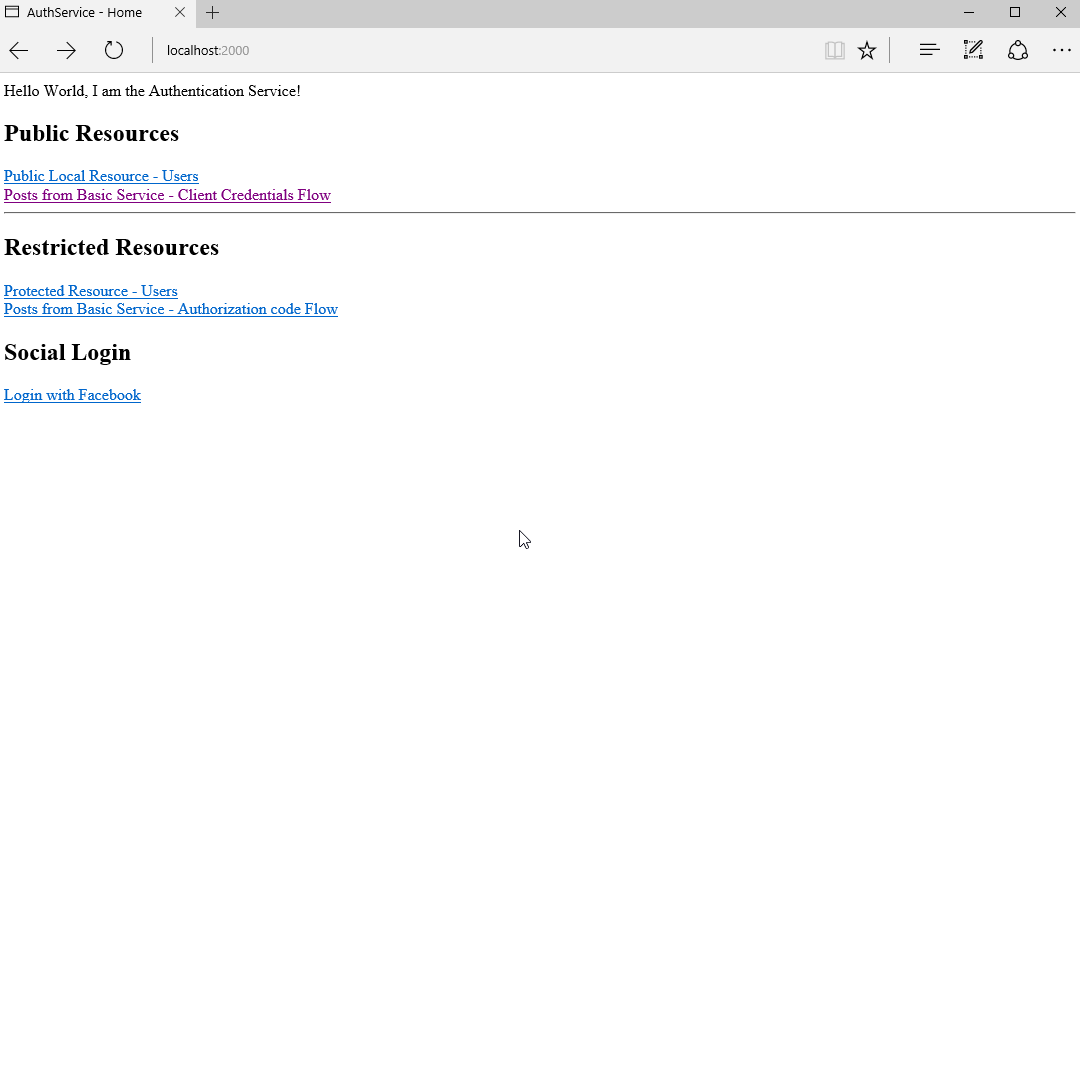 AuthService - Home
localhost:2000
Hello World, I am the Authentication Service!
Public Resources
Public Local Resource - Users
Posts from Basic Service - Client Credentials Flow
Restricted Resources
Protected Resource - Users
Posts from Basic Service - Authorization code Flow
Social Login
Login with Facebook